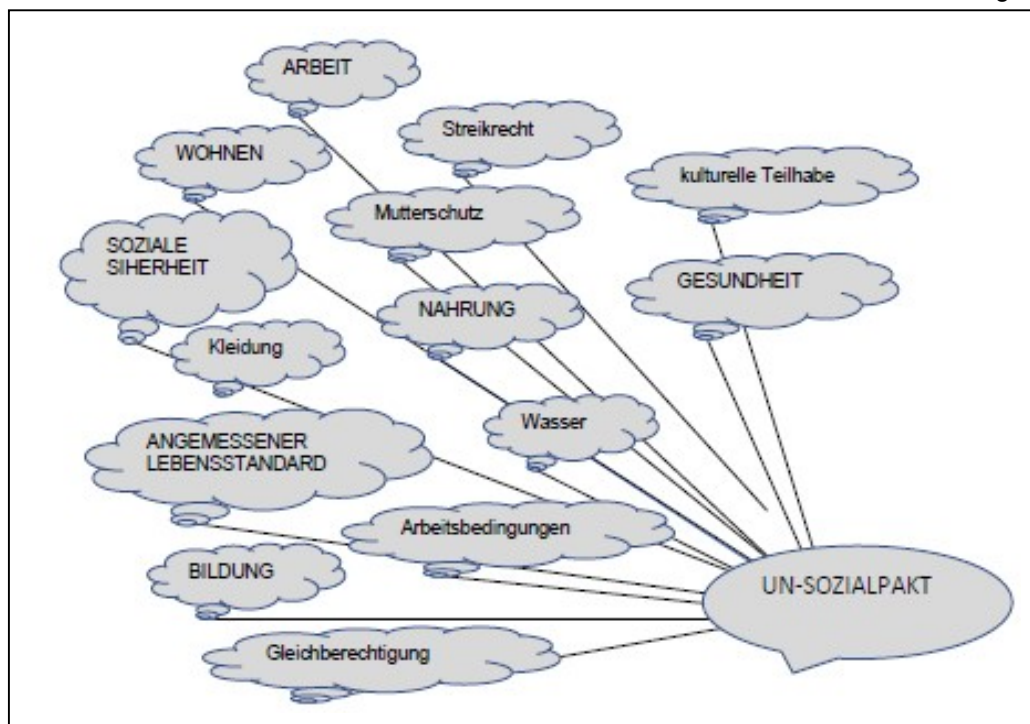 ARBEIT
Streikrecht
WOHNEN
kulturelle Teilhabe
Mutterschutz
SOZIALE
SIHERHEIT
GESUNDHEIT
NAHRUNG
Kleidung
Wasser
ANGEMESSENER
LEBENSSTANDARD
Arbeitsbedingungen
BILDUNG
UN-SOZIALPAKT
Gleichberechtigung